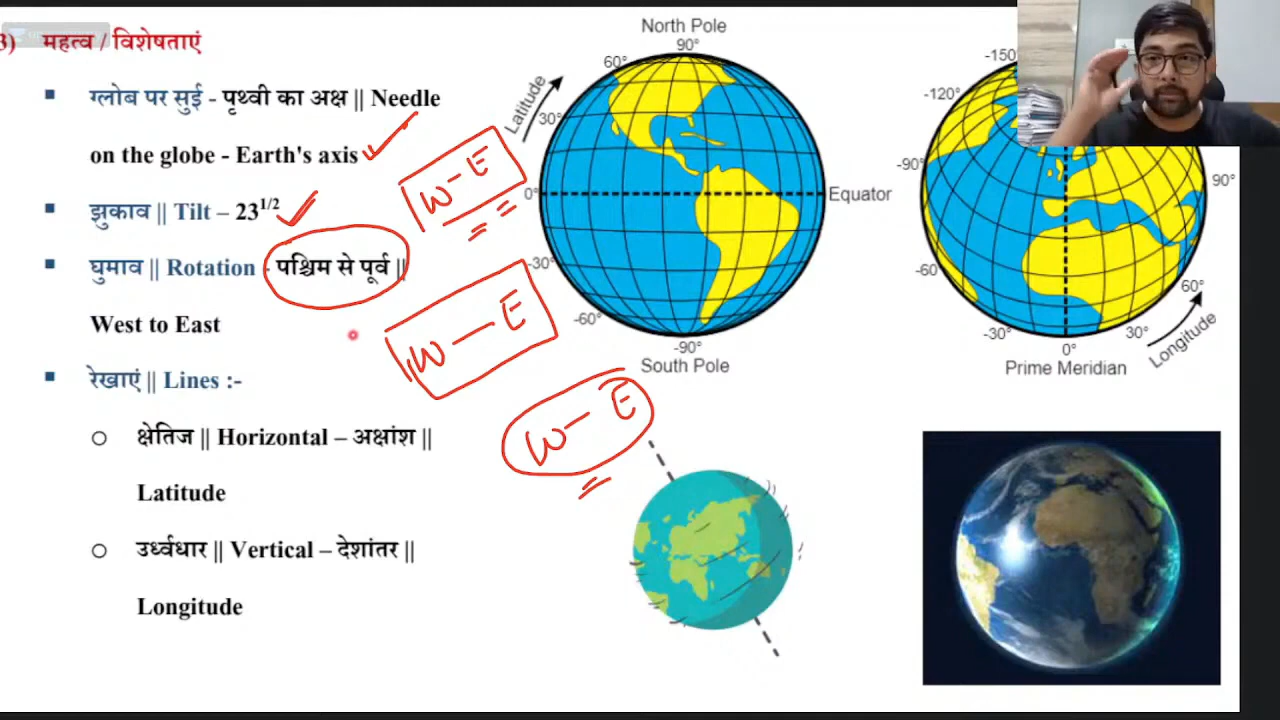 3) महत्व / विशेषताएं
ग्लोब पर सुई - पृथ्वी का अक्ष || Needle
on the globe - Earth's axis
झुकाव || Tilt – 23 1/2
घुमाव || Rotation - पश्चिम से पूर्व ||
West to East
रेखाएं || Lines :-
क्षेतिज || Horizontal – अक्षांश ||
Latitude
उर्ध्वधार || Vertical – देशांतर ||
Longitude
W - E
W - E
W - E
North Pole
90°
60°
Latitude
30°
0°
Equator
-30°
-60°
-90°
South Pole
-150°
-120°
-90°
90°
-60
60°
-30°
30°
0°
Longitude
Prime Meridian